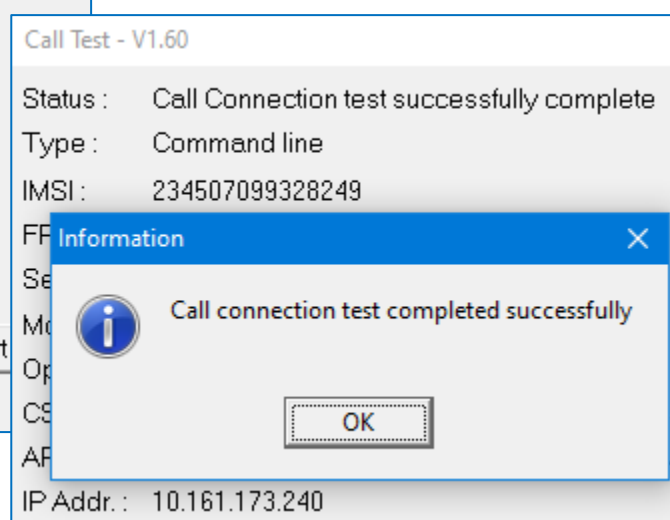 Call Test - V1.60
Status : Call Connection test successfully complete
Type : Command line
IMSI : 234507099328249
Information
Call connection test completed successfully
OK
IP Addr. : 10.161.173.240